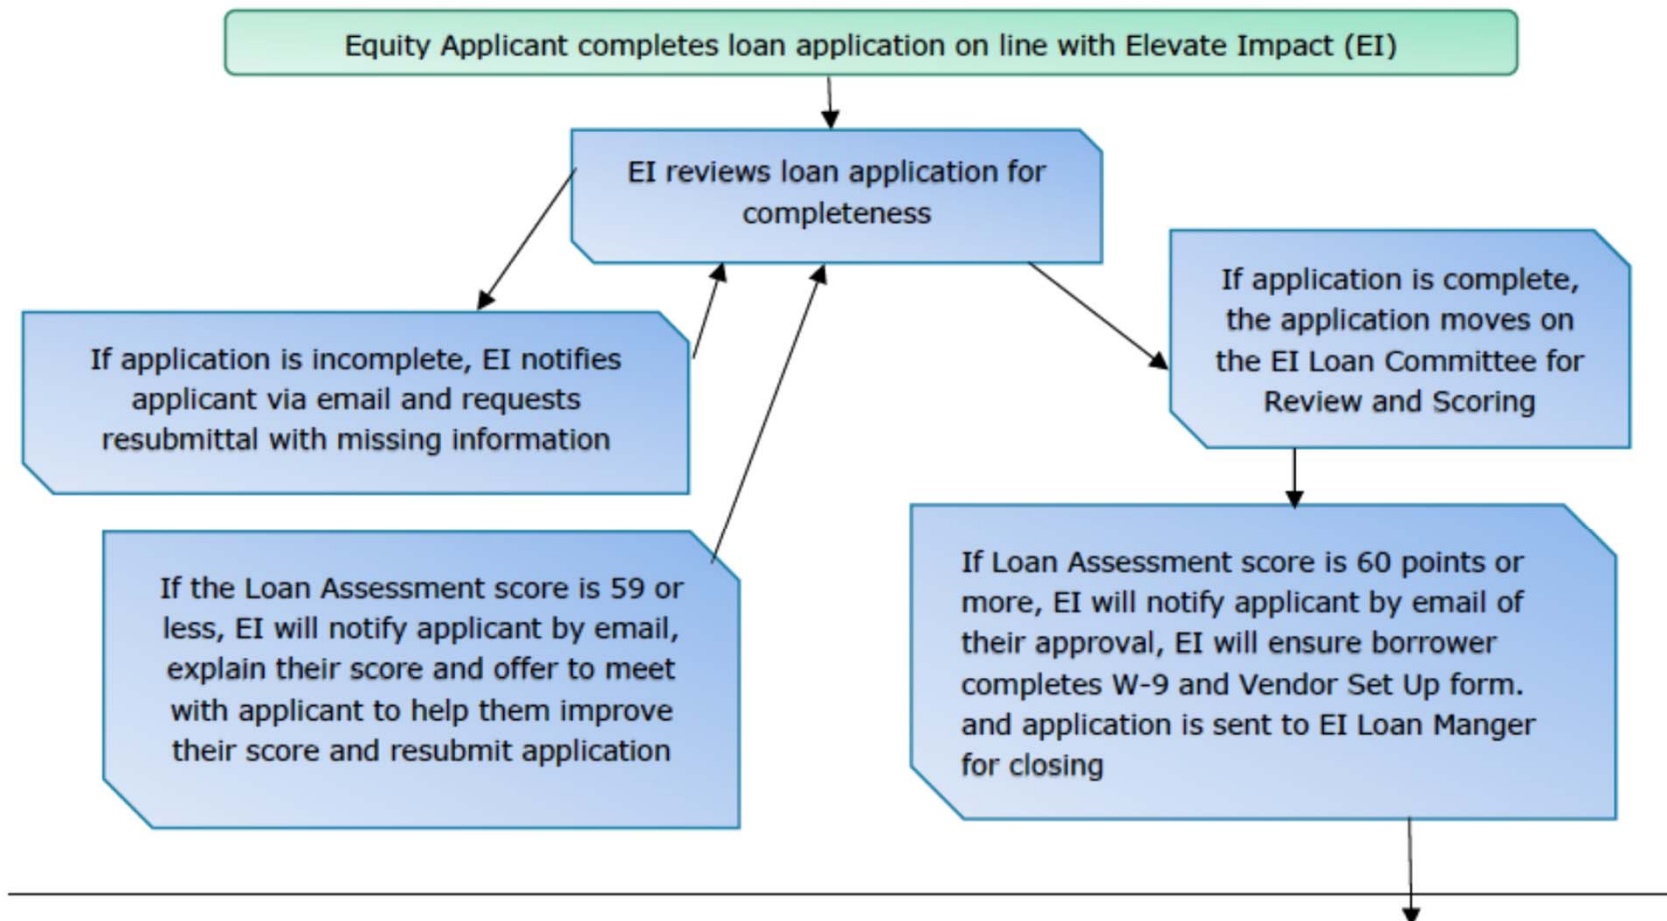 Equity Applicant completes loan application on line with Elevate Impact (EI)
EI reviews loan application for
completeness
If application is complete,
the application moves on
the EI Loan Committee for
Review and Scoring
If application is incomplete, EI notifies
applicant via email and requests
resubmittal with missing information
If the Loan Assessment score is 59 or
less, EI will notify applicant by email,
explain their score and offer to meet
with applicant to help them improve
their score and resubmit application
If Loan Assessment score is 60 points or
more, EI will notify applicant by email of
their approval, EI will ensure borrower
completes W-9 and Vendor Set Up form.
and application is sent to EI Loan Manger
for closing